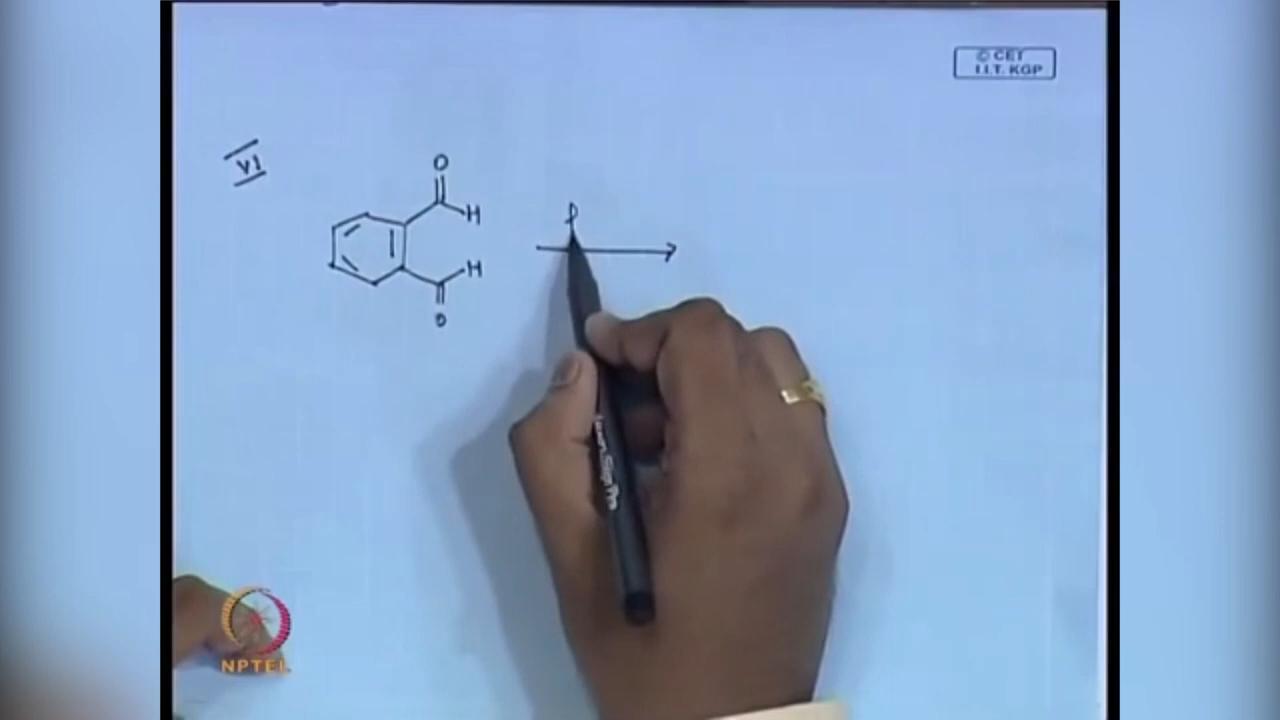 © CET
I.I.T. KGP
VI
O
H
H
O
NPTEL